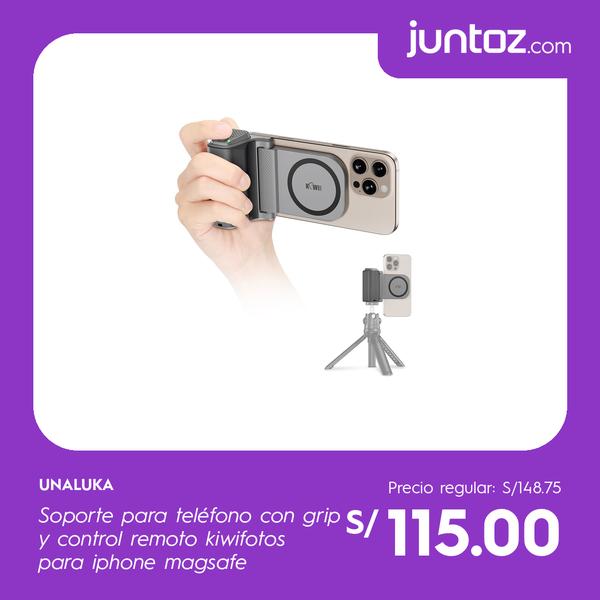 juntoz.com
KIWI
UNALUKA
Soporte para teléfono con grip
y control remoto kiwifotos
para iphone magsafe
Precio regular: S/148.75
S/115.00